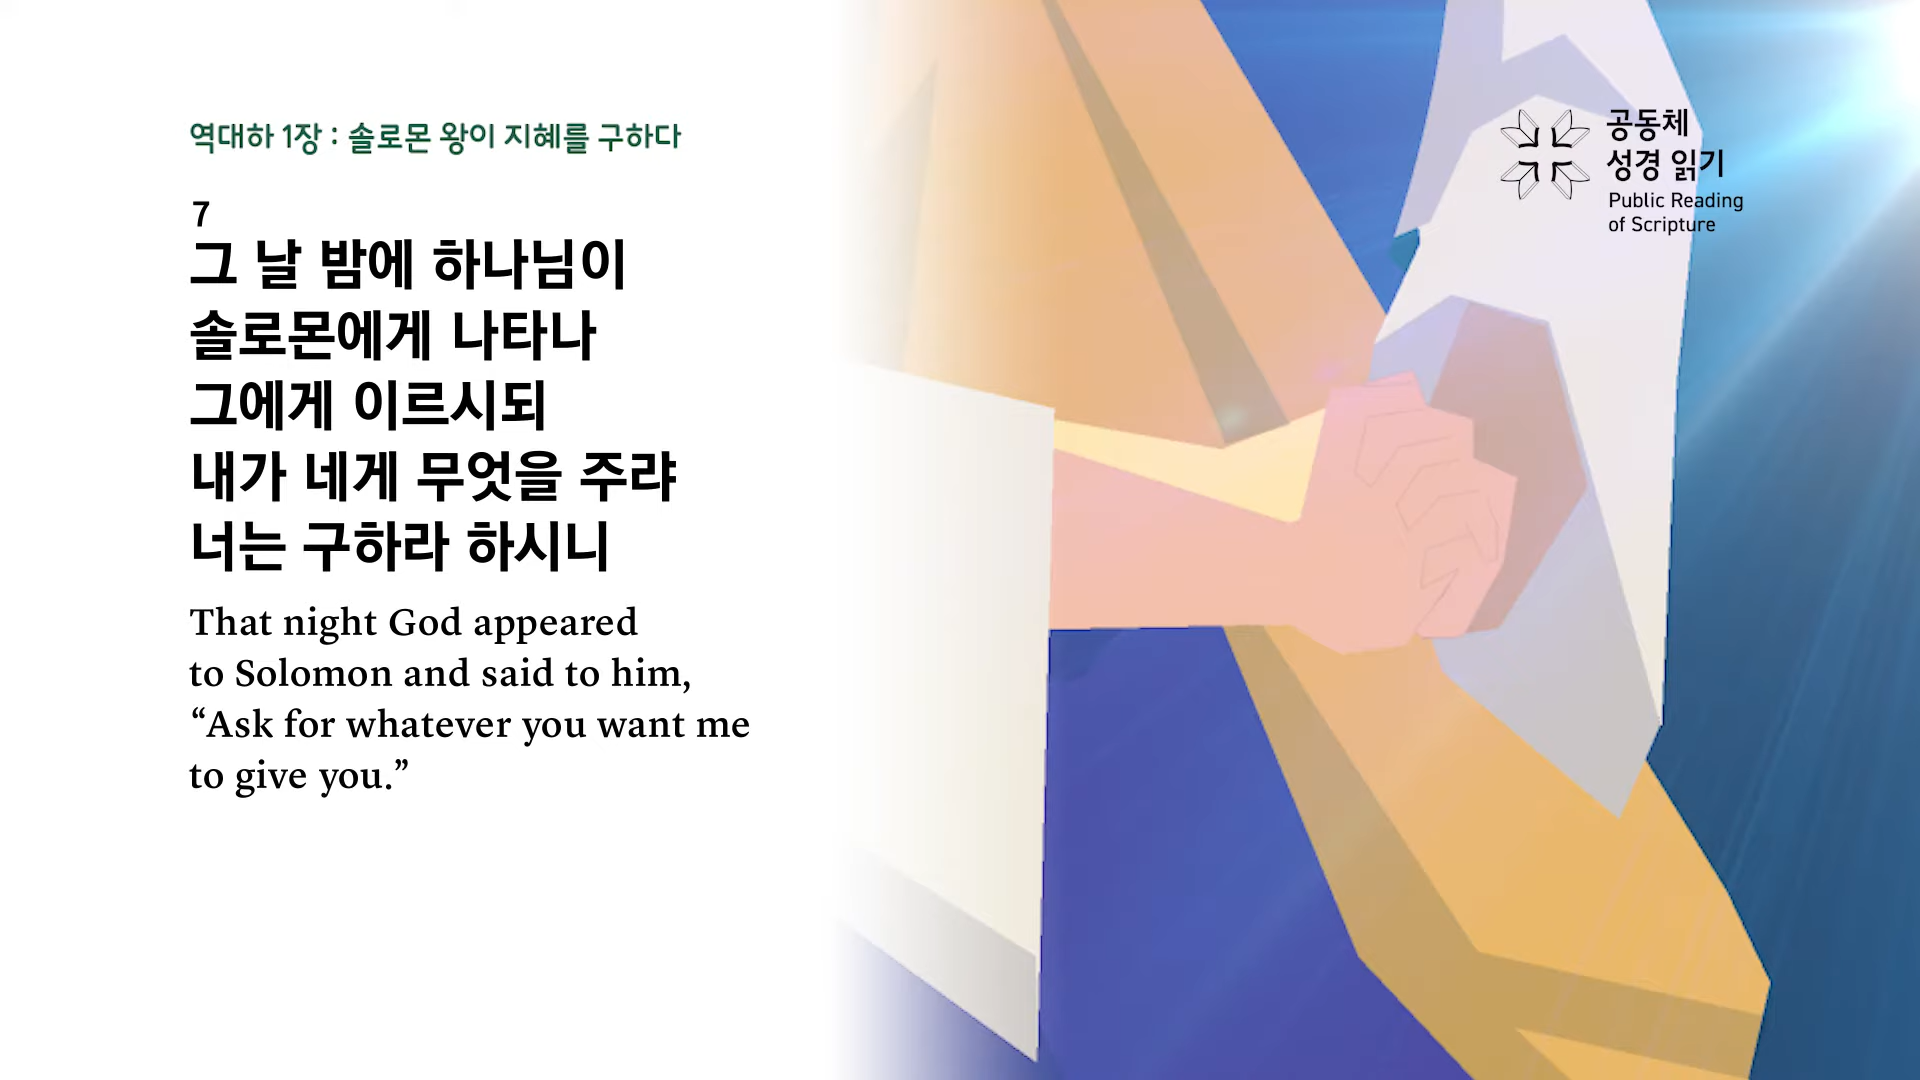 역대하 1장 : 솔로몬 왕이 지혜를 구하다
7
그 날 밤에 하나님이
솔로몬에게 나타나
그에게 이르시되
내가 네게 무엇을 주랴
너는 구하라 하시니
That night God appeared
to Solomon and said to him,
“Ask for whatever you want me
to give you.”
공동체
성경 읽기
Public Reading
of Scripture